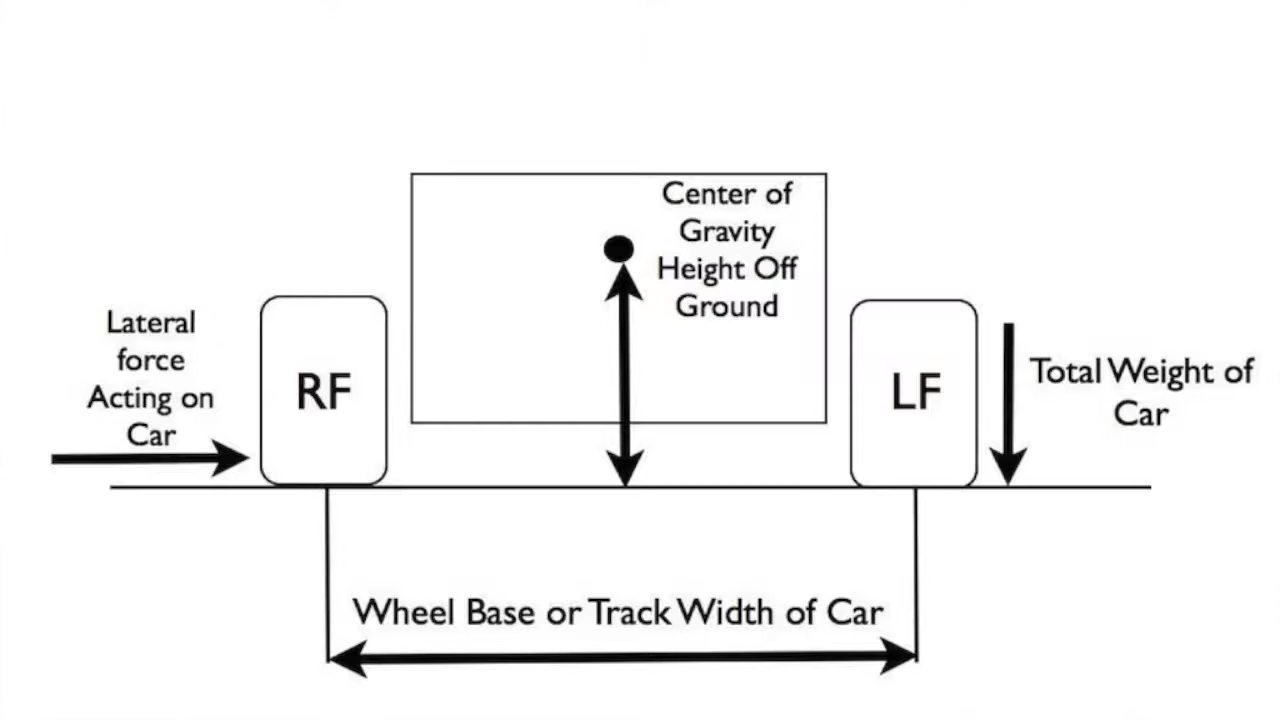 Center of
Gravity
Height Off
Ground
Lateral
force
Acting on
Car
RF
LF
Total Weight of
Car
Wheel Base or Track Width of Car